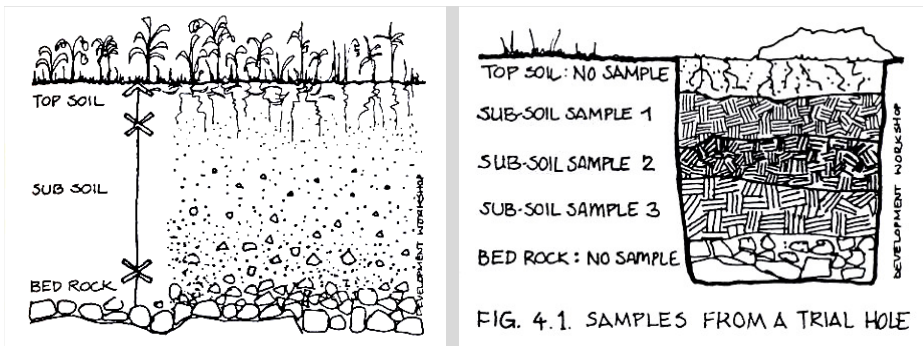 TOP SOIL
SUB SOIL
BED ROCK
DEVELOPMENT WORKSHOP
TOP SOIL: NO SAMPLE
SUB-SOIL SAMPLE 1
SUB-SOIL SAMPLE 2
SUB-SOIL SAMPLE 3
BED ROCK: NO SAMPLE
DEVELOPMENT WORKSHOP
FIG. 4.1. SAMPLES FROM A TRIAL HOLE